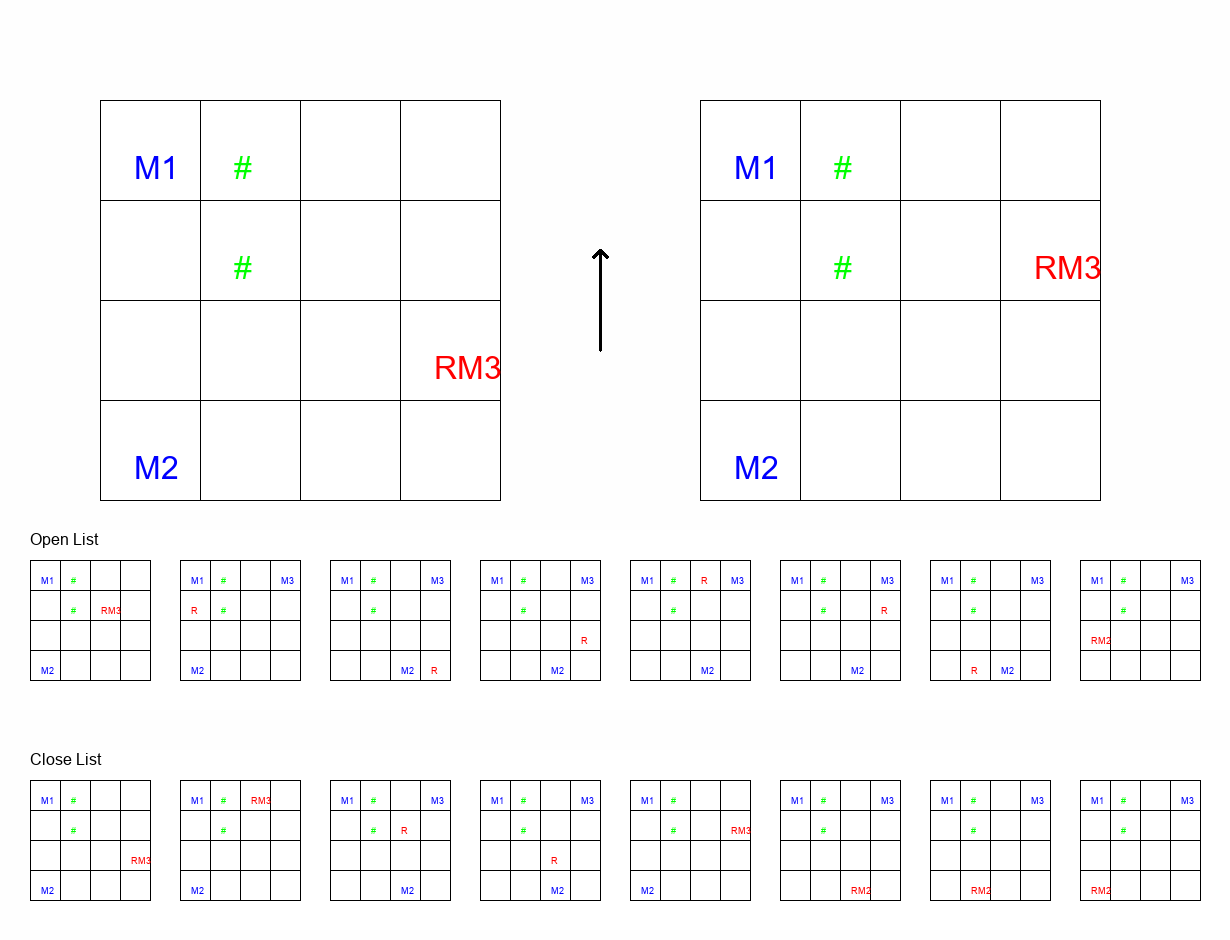 M1 # M1 #
# # RM3
RM3
M2 M2
Open List
M1 # M1 # M3 M1 # M3 M1 # M3 M1 # R M3 M1 # M3 M1 # M3 M1 # M3
# RM3 R # # # # # R # #
R RM2
M2 M2 M2 R M2 M2 M2 R M2
Close List
M1 # M1 # RM3 M1 # M3 M1 # M3 M1 # M1 # M3 M1 # M3 M1 # M3
# # # R # # RM3 # # #
RM3 R
M2 M2 M2 M2 M2 RM2 RM2 RM2